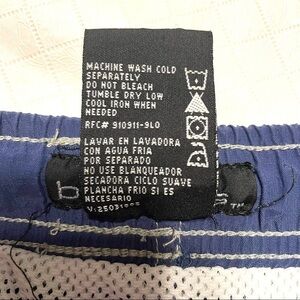 MACHINE WASH COLD
SEPARATELY
DO NOT BLEACH
TUMBLE DRY LOW
COOL IRON WHEN
NEEDED
RFC# 910911-9L0
LAVAR EN LAVADORA
CON AGUA FRIA
POR SEPARADO
NO USE BLANQUEADOR
SECADORA CICLO SUAVE
PLANCHA FRIO SI ES
NECESARIO
b
TM